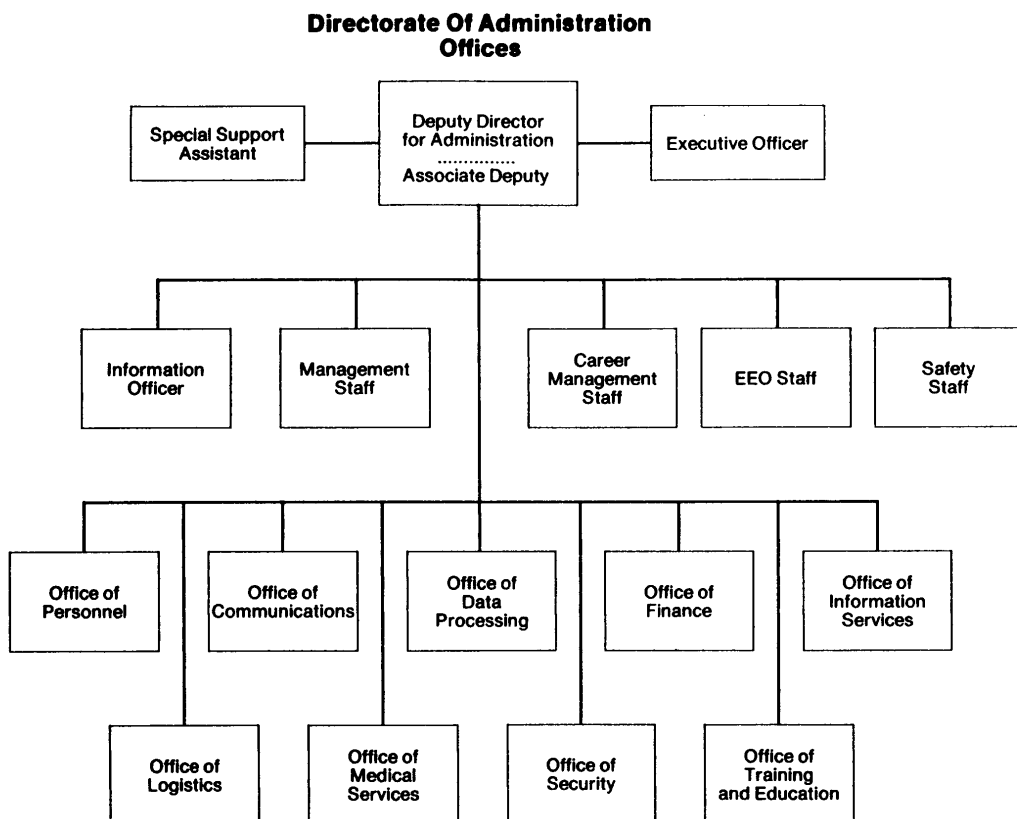 Directorate Of Administration
Offices
Special Support
Assistant
Deputy Director
for Administration
...............
Associate Deputy
Executive Officer
Information
Officer
Management
Staff
Career
Management
Staff
EEO Staff
Safety
Staff
Office of
Personnel
Office of
Communications
Office of
Data
Processing
Office of
Finance
Office of
Information
Services
Office of
Logistics
Office of
Medical
Services
Office of
Security
Office of
Training
and Education